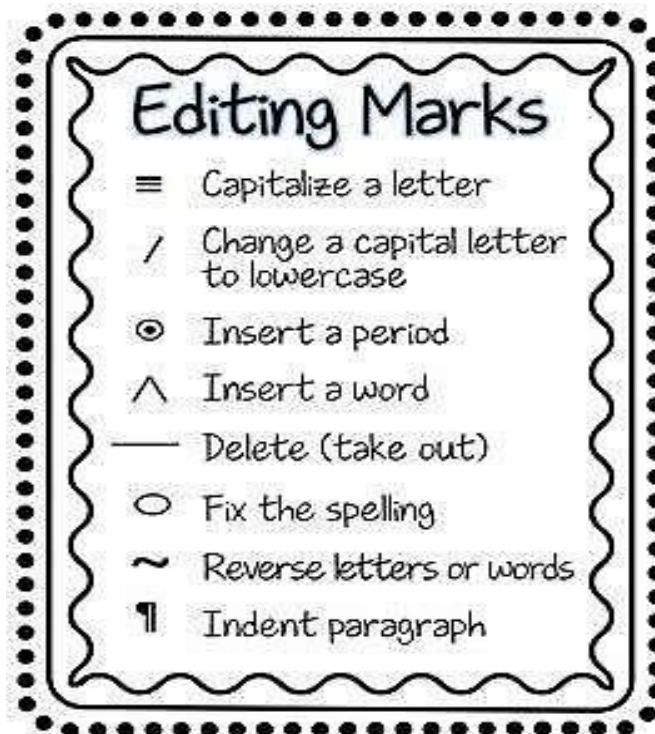 Editing Marks
≡ Capitalize a letter
/ Change a capital letter
to lowercase
⊙ Insert a period
∧ Insert a word
— Delete (take out)
⬭ Fix the spelling
~ Reverse letters or words
¶ Indent paragraph